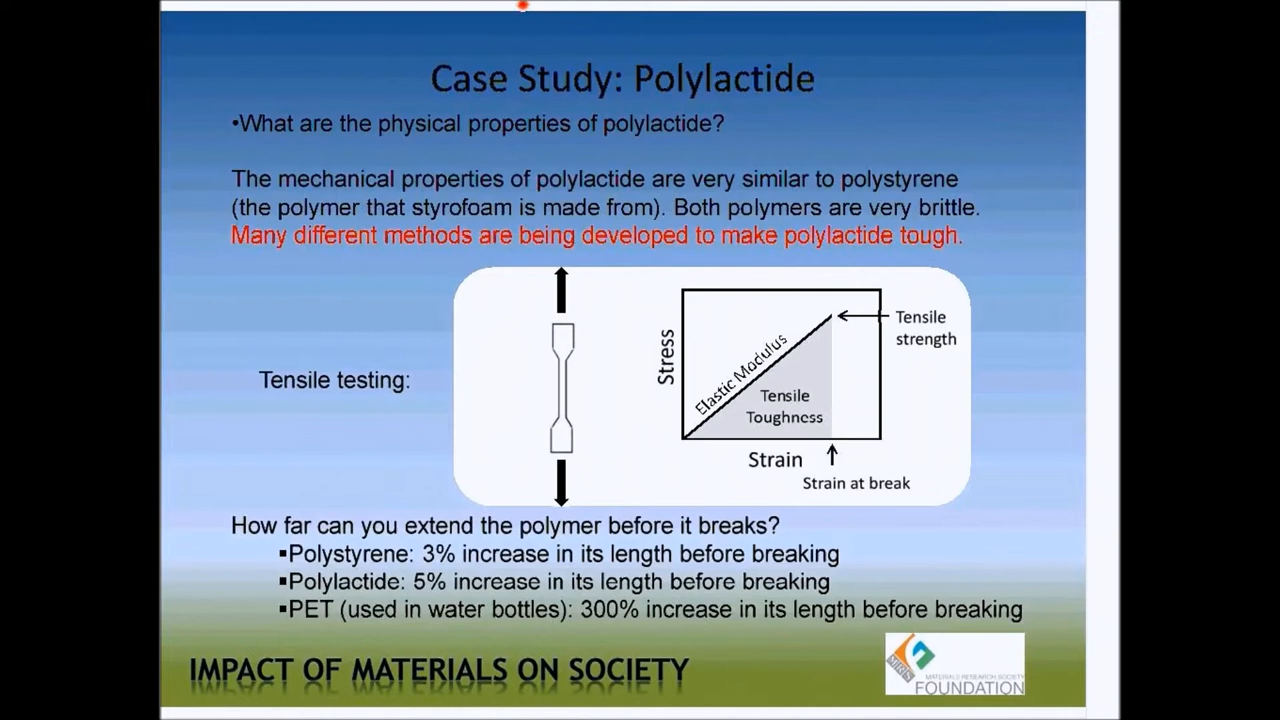 Case Study: Polylactide
•What are the physical properties of polylactide?
The mechanical properties of polylactide are very similar to polystyrene
(the polymer that styrofoam is made from). Both polymers are very brittle.
Many different methods are being developed to make polylactide tough.
Tensile testing:
Stress
Elastic Modulus
Tensile
Toughness
Tensile
strength
Strain
Strain at break
How far can you extend the polymer before it breaks?
▪Polystyrene: 3% increase in its length before breaking
▪Polylactide: 5% increase in its length before breaking
▪PET (used in water bottles): 300% increase in its length before breaking
IMPACT OF MATERIALS ON SOCIETY
MATERIALS RESEARCH SOCIETY
FOUNDATION